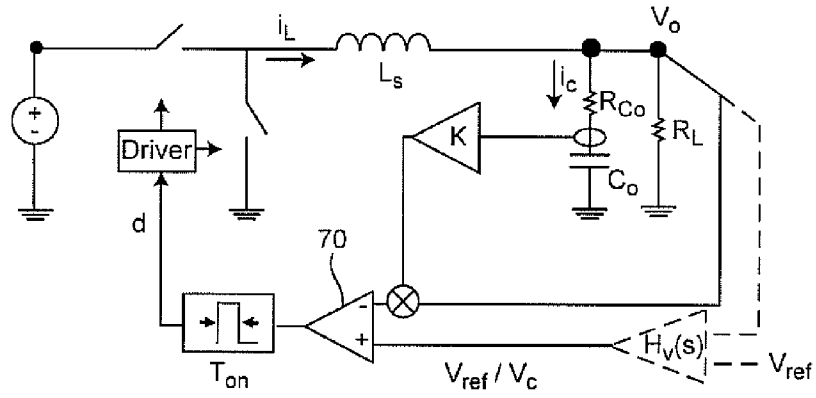 i_L
V_o
L_s
i_c
R_Co
+
-
K
R_L
Driver
C_o
d
70
-
+
H_v(s)
T_on
V_ref / V_c
V_ref